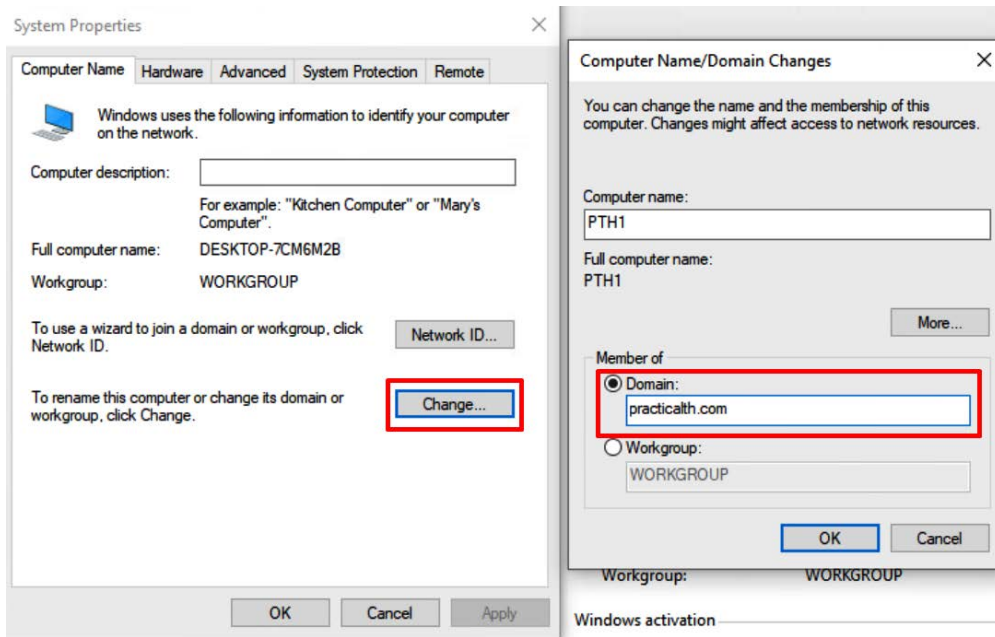 System Properties
Computer Name Hardware Advanced System Protection Remote
Windows uses the following information to identify your computer
on the network.
Computer description:
For example: "Kitchen Computer" or "Mary's
Computer".
Full computer name: DESKTOP-7CM6M2B
Workgroup: WORKGROUP
To use a wizard to join a domain or workgroup, click
Network ID.
Network ID...
To rename this computer or change its domain or
workgroup, click Change.
Change...
OK Cancel Apply
Computer Name/Domain Changes
You can change the name and the membership of this
computer. Changes might affect access to network resources.
Computer name:
PTH1
Full computer name:
PTH1
More...
Member of
Domain:
practicalth.com
Workgroup:
WORKGROUP
OK Cancel
Workgroup: WORKGROUP
Windows activation